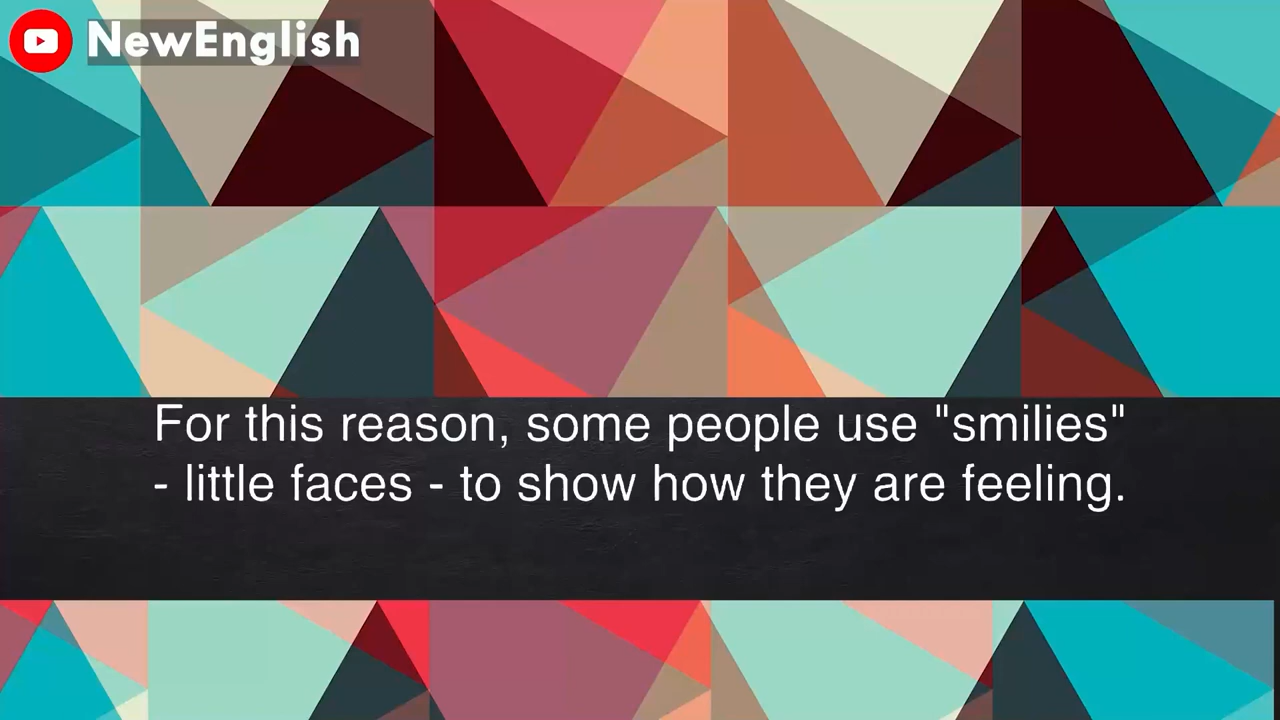 NewEnglish
For this reason, some people use "smilies"
- little faces - to show how they are feeling.